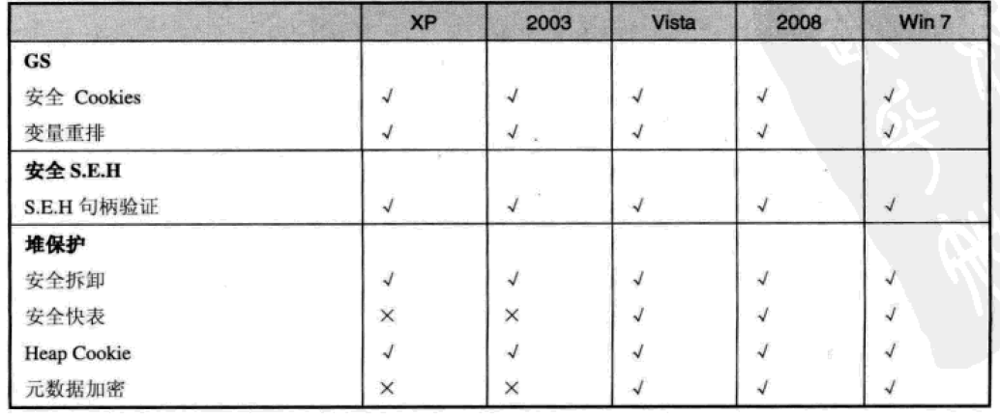 XP 2003 Vista 2008 Win 7
GS
安全 Cookies √ √ √ √ √
变量重排 √ √ √ √ √
安全 S.E.H
S.E.H 句柄验证 √ √ √ √ √
堆保护
安全拆卸 √ √ √ √ √
安全快表 × × √ √ √
Heap Cookie √ √ √ √ √
元数据加密 × × √ √ √